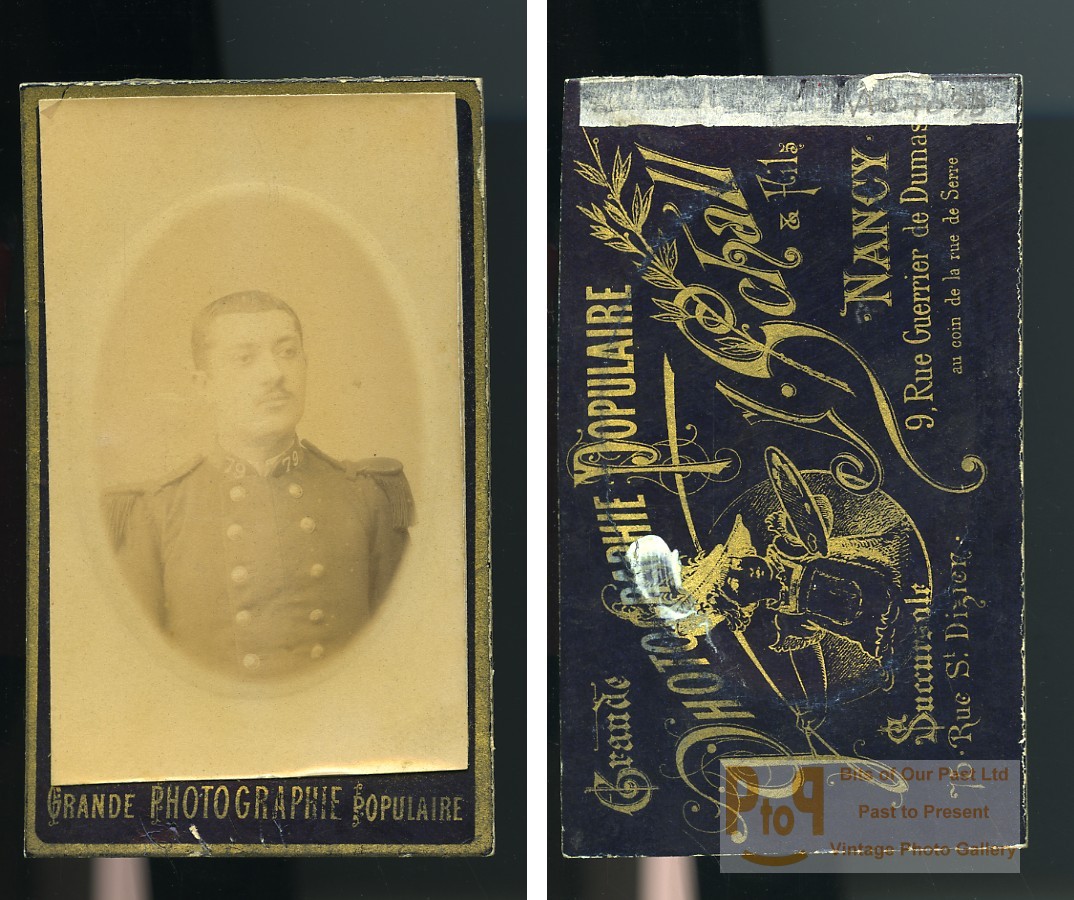 79 79
GRANDE PHOTOGRAPHIE POPULAIRE
Grande
PHOTOGRAPHIE POPULAIRE
Schall
& Fils
NANCY
9, Rue Guerrier de Dumas
au coin de la rue de Serre
Succursale
Rue St. Dizier
PtoP
Bits of Our Past Ltd
Past to Present
Vintage Photo Gallery